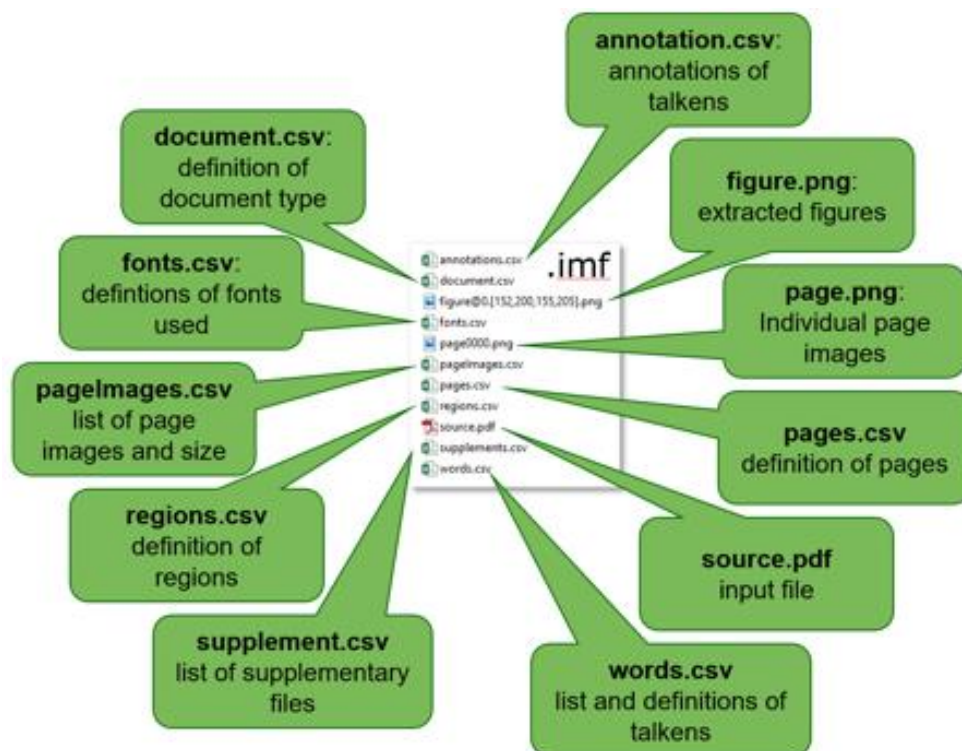 annotation.csv:
annotations of
talkens
document.csv:
definition of
document type
figure.png:
extracted figures
fonts.csv:
defintions of fonts
used
.imf
annotations.csv
document.csv
figure@0.[152,200,155,205].png
fonts.csv
page0000.png
pageImages.csv
pages.csv
regions.csv
source.pdf
supplements.csv
words.csv
page.png:
Individual page
images
pageImages.csv
list of page
images and size
pages.csv
definition of pages
regions.csv
definition of
regions
source.pdf
input file
supplement.csv
list of supplementary
files
words.csv
list and definitions of
talkens